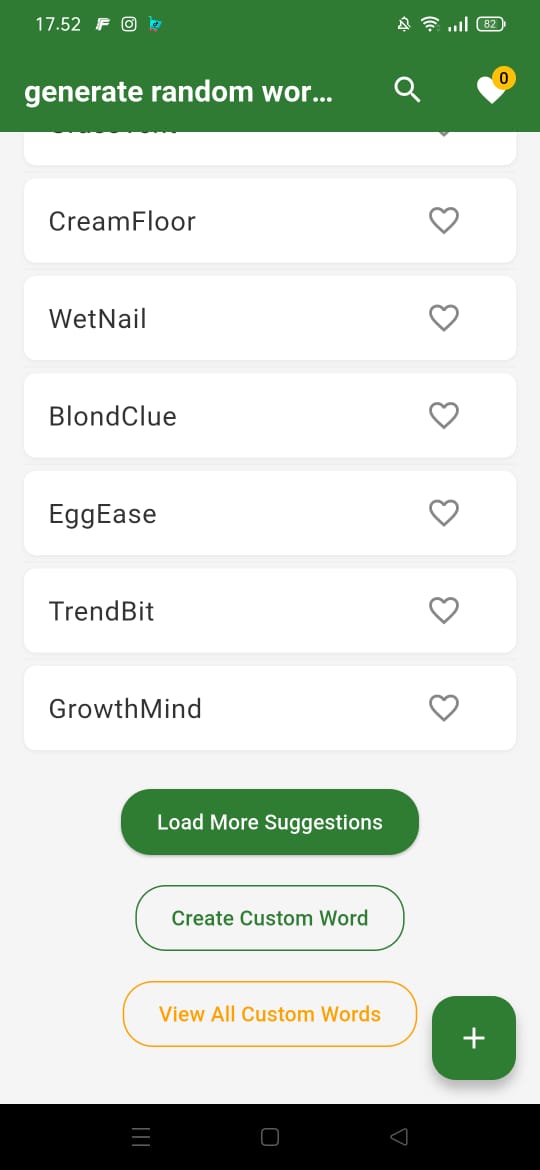 17.52
82
generate random wor...
0
CreamFloor
WetNail
BlondClue
EggEase
TrendBit
GrowthMind
Load More Suggestions
Create Custom Word
View All Custom Words
+